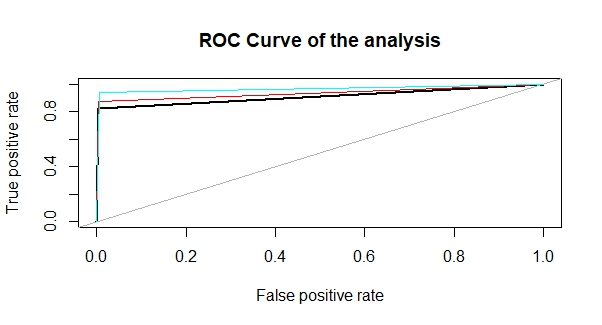 ROC Curve of the analysis
True positive rate
0.8
0.4
0.0
0.0 0.2 0.4 0.6 0.8 1.0
False positive rate